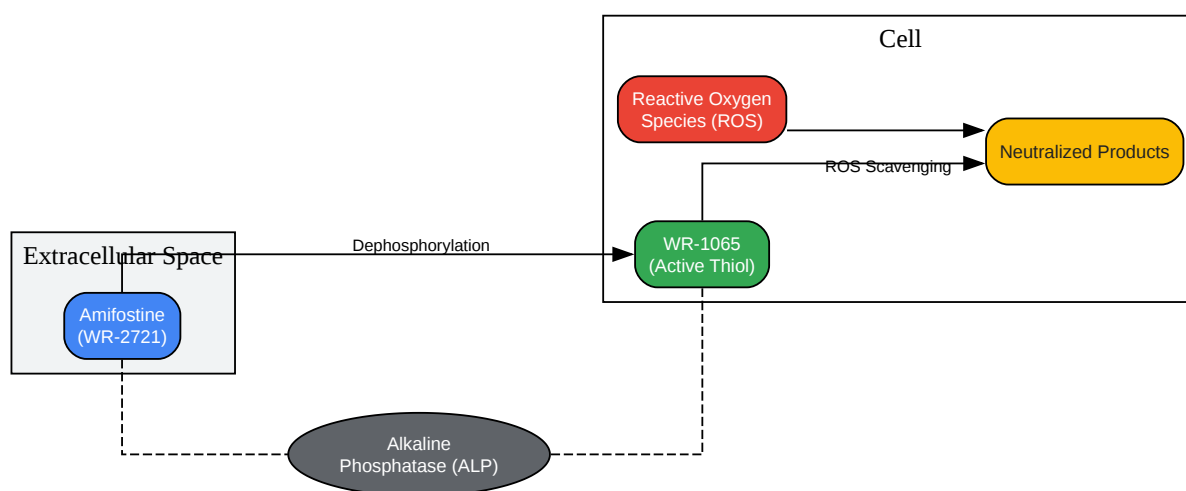 Cell
Reactive Oxygen
Species (ROS)
Neutralized Products
ROS Scavenging
WR-1065
(Active Thiol)
Dephosphorylation
Extracellular Space
Amifostine
(WR-2721)
Alkaline
Phosphatase (ALP)